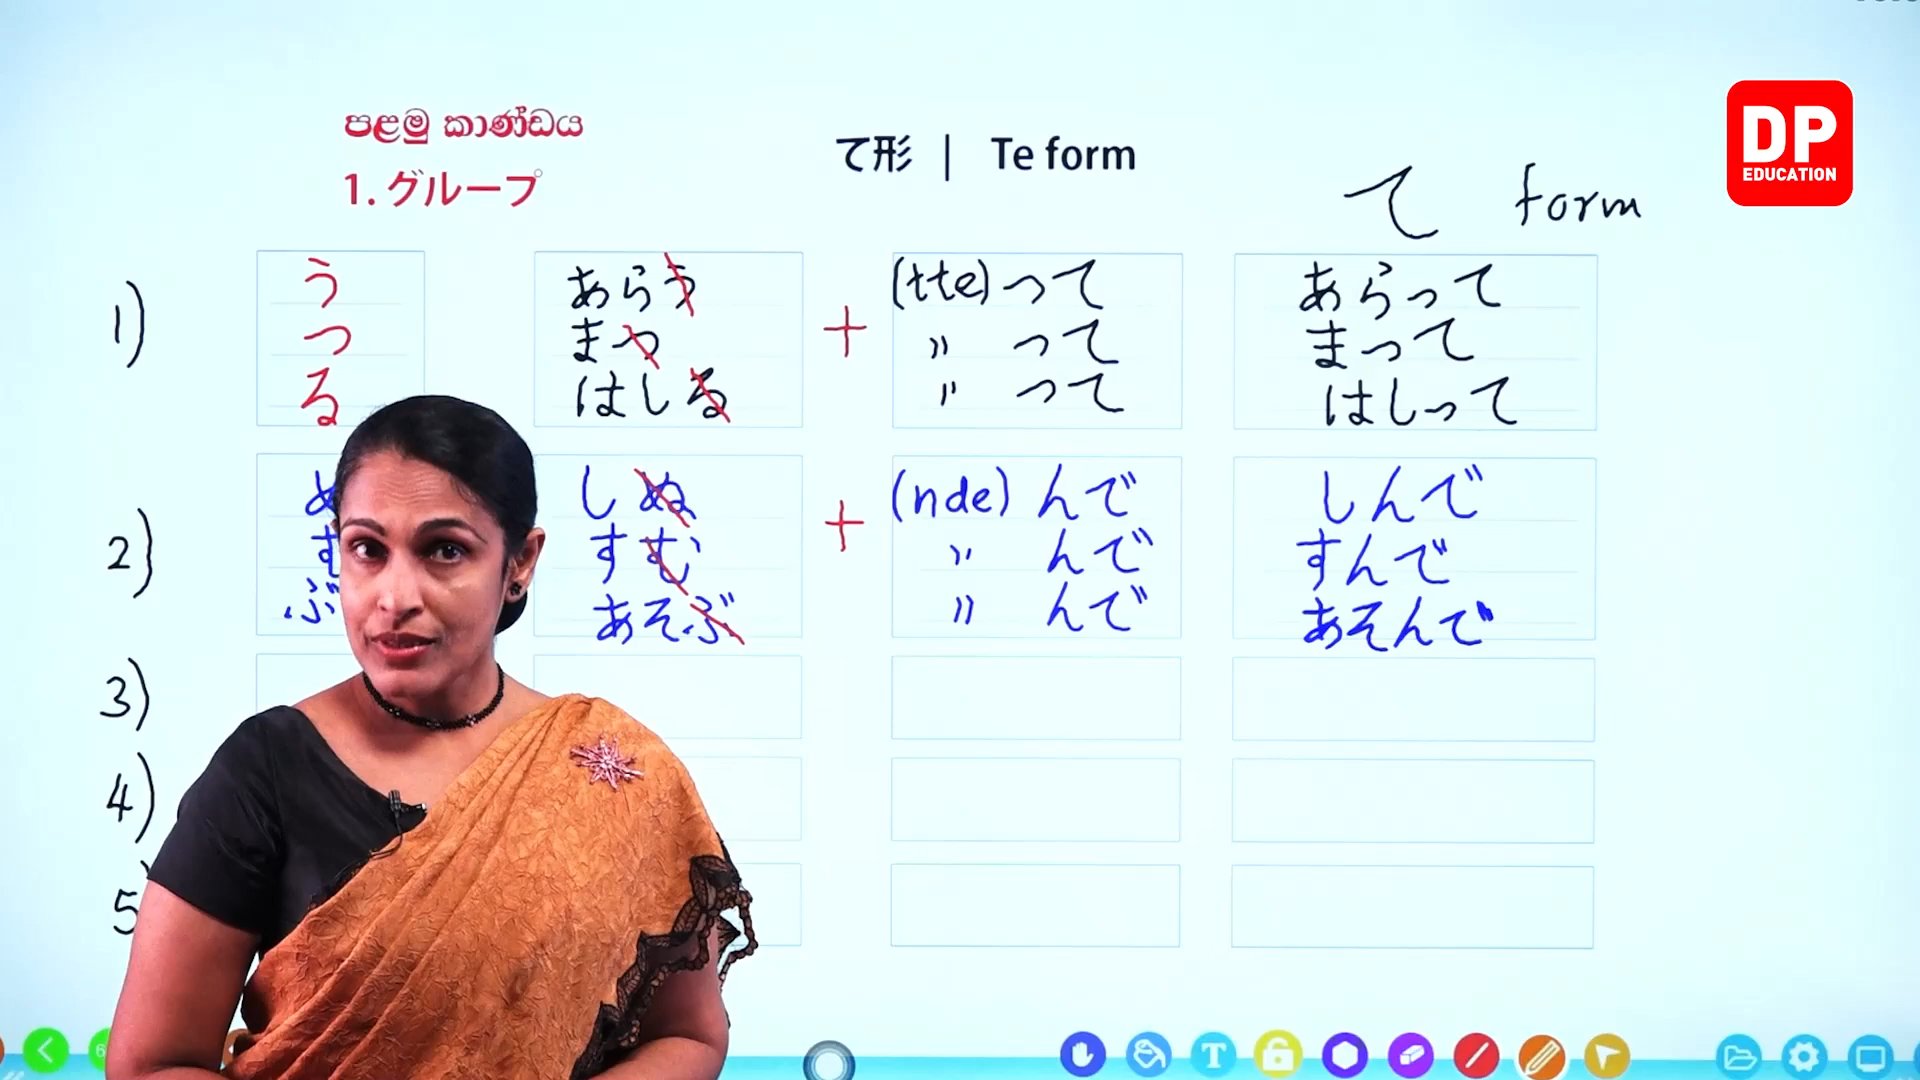 පළමු කාණ්ඩය
1. グループ
て形 | Te form
て form
DP
EDUCATION
1) う あらう + (tte) って あらって
つ まつ 〃 って まって
る はしる 〃 って はしって
2) ぬ しぬ + (nde) んで しんで
む すむ 〃 んで すんで
ぶ あそぶ 〃 んで あそんで
3)
4)
5
T